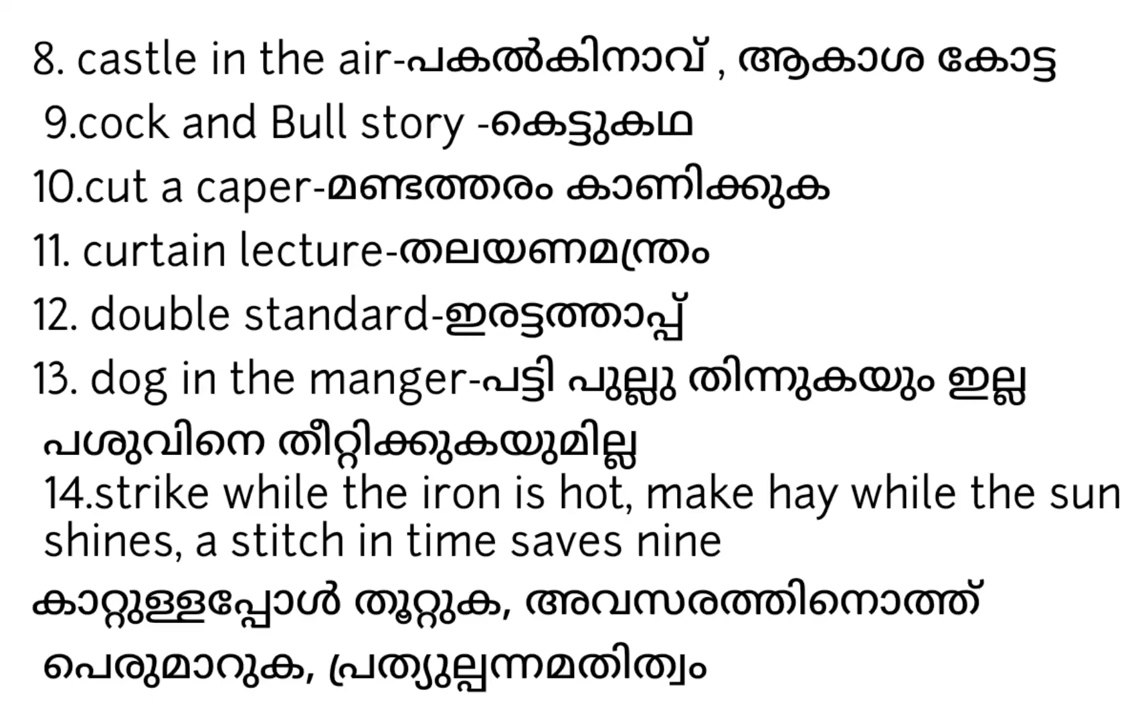 8. castle in the air-പകൽകിനാവ് , ആകാശ കോട്ട
9.cock and Bull story -കെട്ടുകഥ
10.cut a caper-മണ്ടത്തരം കാണിക്കുക
11. curtain lecture-തലയണമന്ത്രം
12. double standard-ഇരട്ടത്താപ്പ്
13. dog in the manger-പട്ടി പുല്ലു തിന്നുകയും ഇല്ല
പശുവിനെ തീറ്റിക്കുകയുമില്ല
14.strike while the iron is hot, make hay while the sun
shines, a stitch in time saves nine
കാറ്റുള്ളപ്പോൾ തൂറ്റുക, അവസരത്തിനൊത്ത്
പെരുമാറുക, പ്രത്യുല്പന്നമതിത്വം